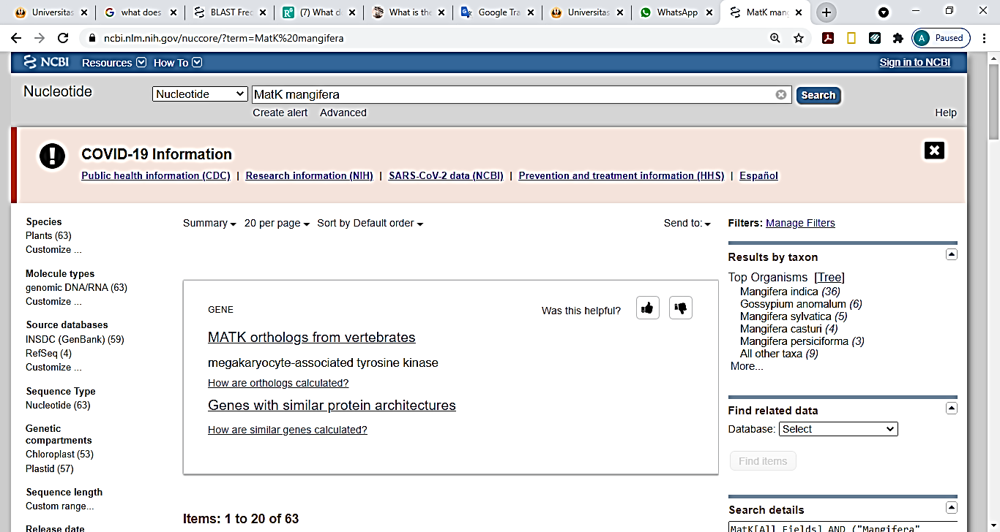 Universitas
what does
BLAST Freq
(7) What d
What is the
Google Tra
Universitas
WhatsApp
MatK mang
ncbi.nlm.nih.gov/nuccore/?term=MatK%20mangifera
A Paused
NCBI Resources How To Sign in to NCBI
Nucleotide Nucleotide MatK mangifera Search
Create alert Advanced Help
COVID-19 Information
Public health information (CDC) | Research information (NIH) | SARS-CoV-2 data (NCBI) | Prevention and treatment information (HHS) | Español
Species
Plants (63)
Customize ...
Molecule types
genomic DNA/RNA (63)
Customize ...
Source databases
INSDC (GenBank) (59)
RefSeq (4)
Customize ...
Sequence Type
Nucleotide (63)
Genetic
compartments
Chloroplast (53)
Plastid (57)
Sequence length
Custom range...
Release date
Summary 20 per page Sort by Default order Send to:
GENE Was this helpful?
MATK orthologs from vertebrates
megakaryocyte-associated tyrosine kinase
How are orthologs calculated?
Genes with similar protein architectures
How are similar genes calculated?
Items: 1 to 20 of 63
Filters: Manage Filters
Results by taxon
Top Organisms [Tree]
Mangifera indica (36)
Gossypium anomalum (6)
Mangifera sylvatica (5)
Mangifera casturi (4)
Mangifera persiciforma (3)
All other taxa (9)
More...
Find related data
Database: Select
Find items
Search details
MatK[All Fields] AND ("Mangifera"